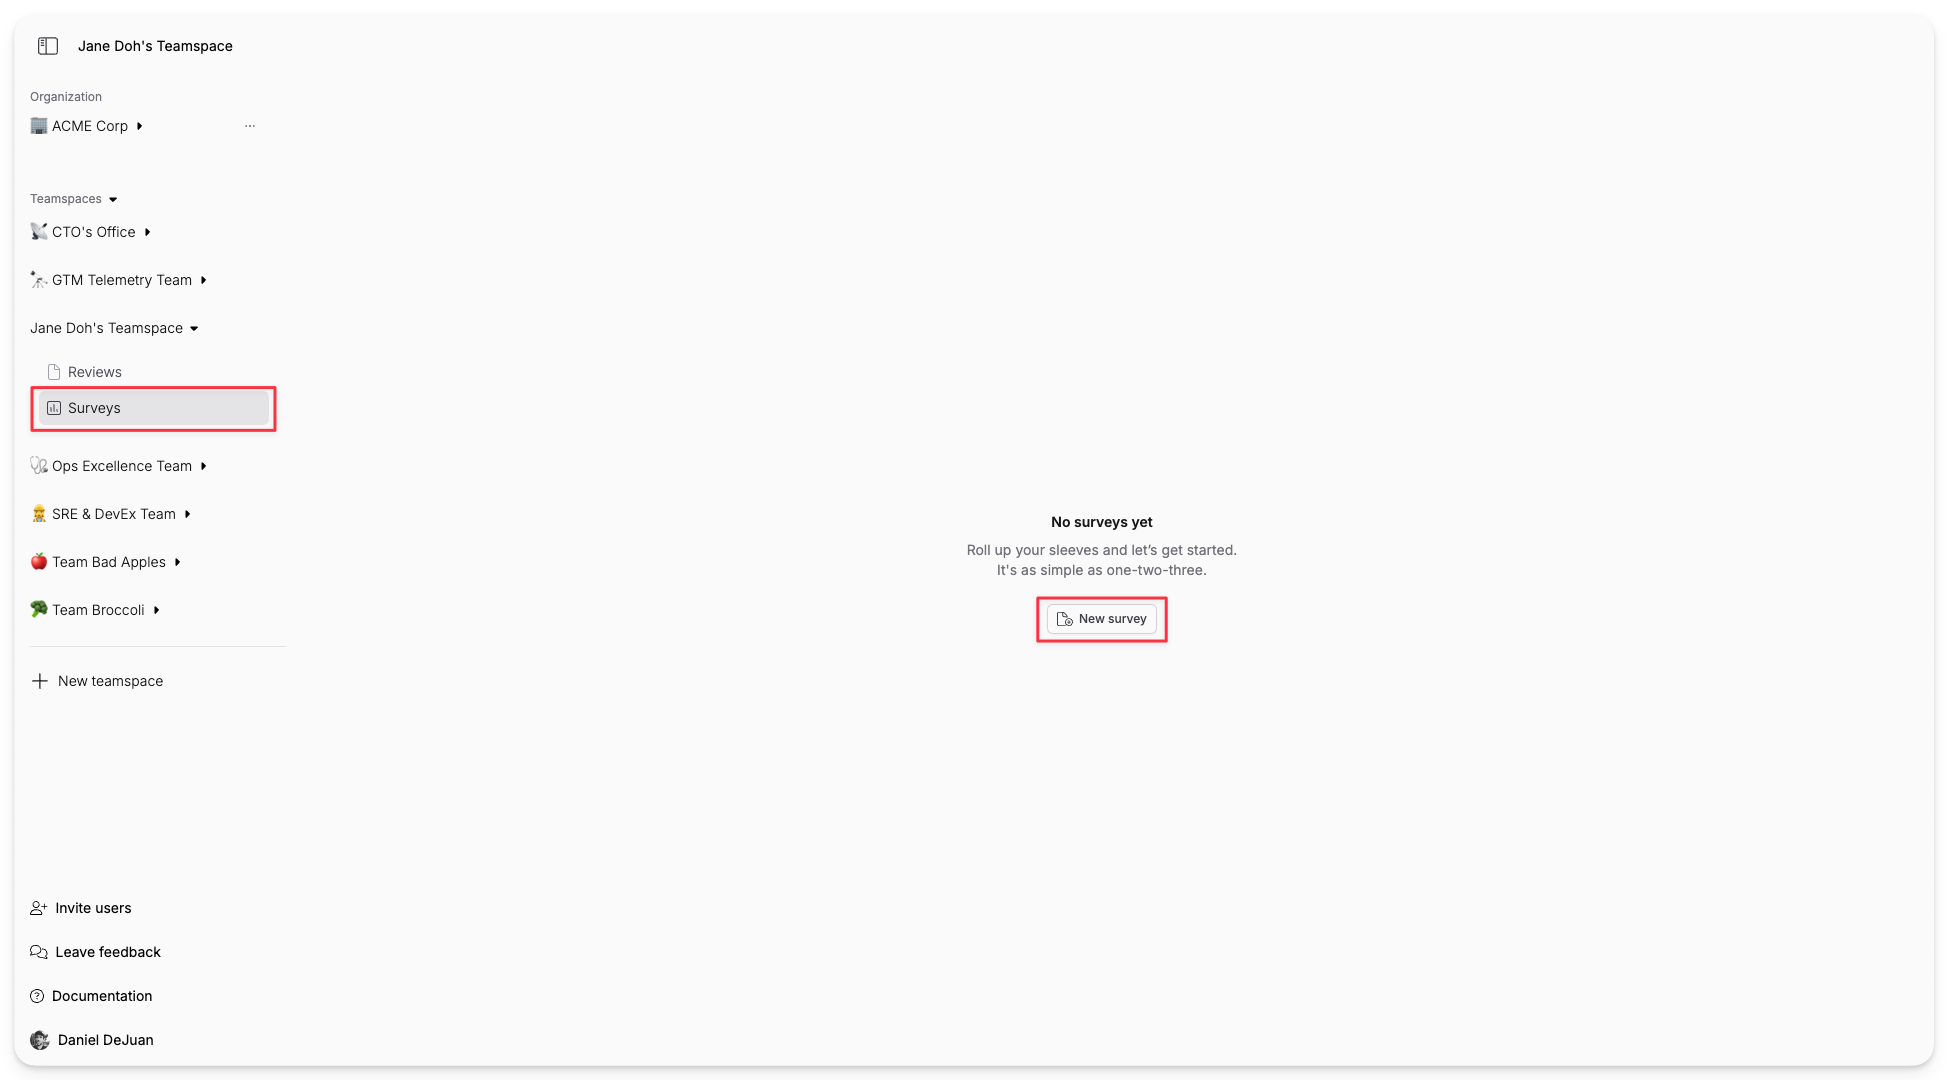 Jane Doh's Teamspace
Organization
ACME Corp
Teamspaces
CTO's Office
GTM Telemetry Team
Jane Doh's Teamspace
Reviews
Surveys
Ops Excellence Team
SRE & DevEx Team
Team Bad Apples
Team Broccoli
New teamspace
Invite users
Leave feedback
Documentation
Daniel DeJuan
No surveys yet
Roll up your sleeves and let’s get started.
It's as simple as one-two-three.
New survey